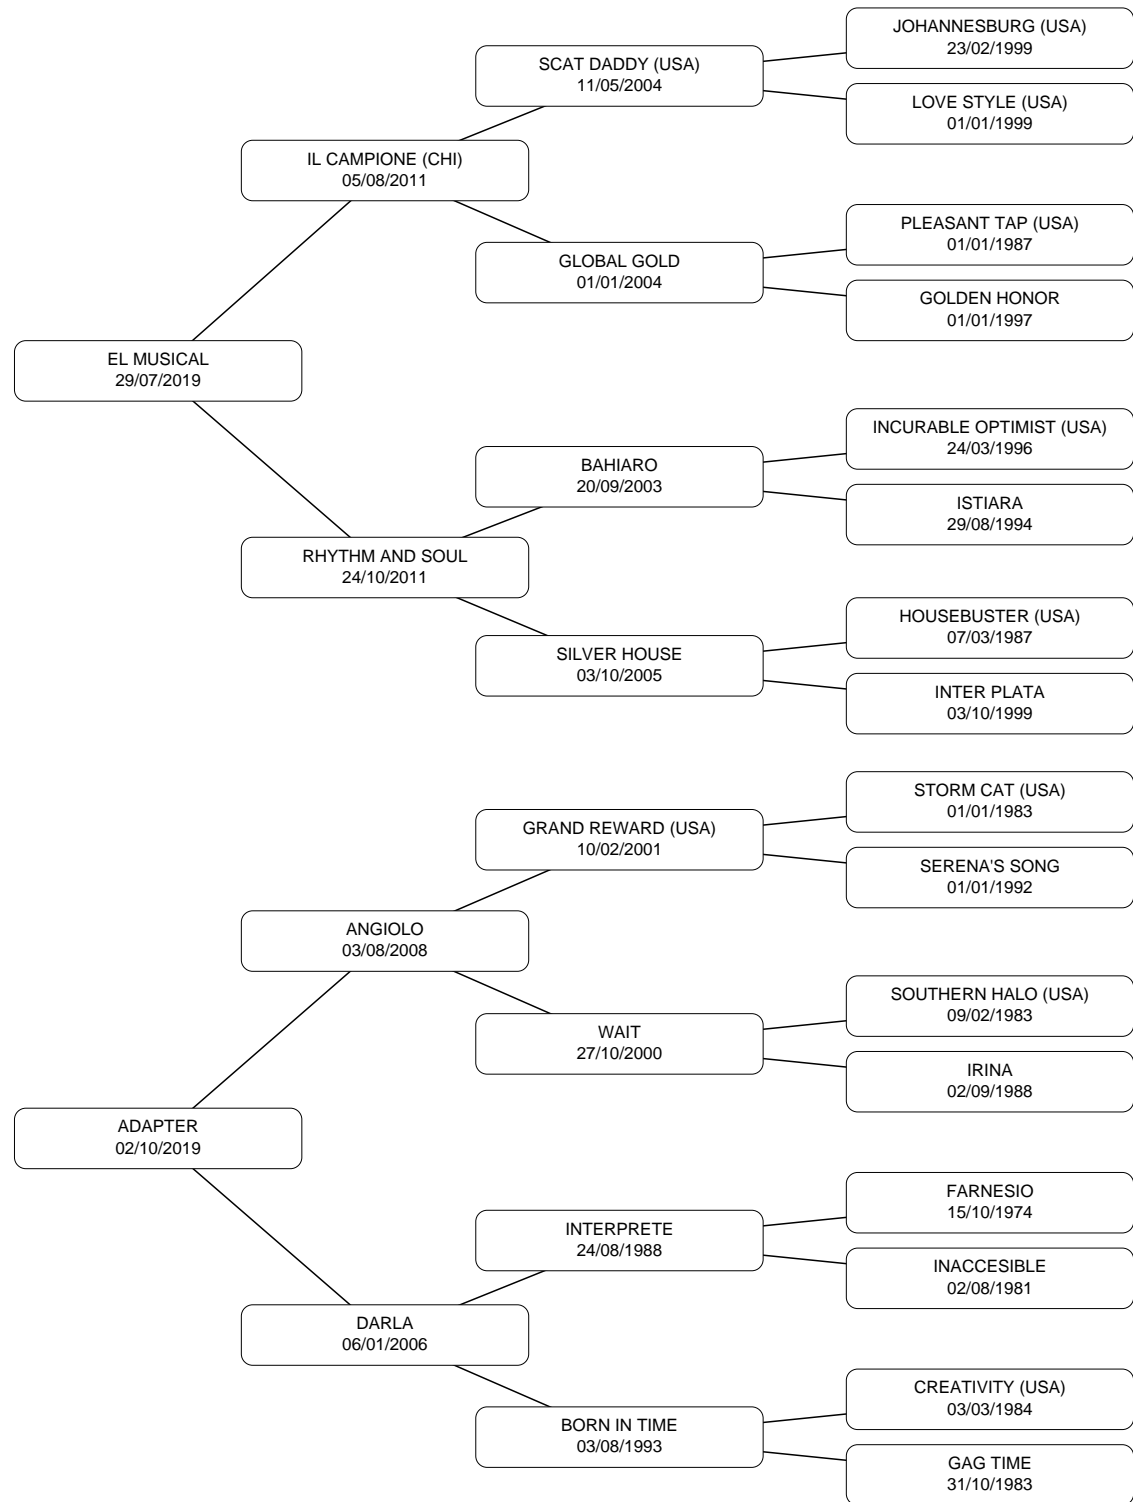 JOHANNESBURG (USA)
23/02/1999
SCAT DADDY (USA)
11/05/2004
LOVE STYLE (USA)
01/01/1999
IL CAMPIONE (CHI)
05/08/2011
PLEASANT TAP (USA)
01/01/1987
GLOBAL GOLD
01/01/2004
GOLDEN HONOR
01/01/1997
EL MUSICAL
29/07/2019
INCURABLE OPTIMIST (USA)
24/03/1996
BAHIARO
20/09/2003
ISTIARA
29/08/1994
RHYTHM AND SOUL
24/10/2011
HOUSEBUSTER (USA)
07/03/1987
SILVER HOUSE
03/10/2005
INTER PLATA
03/10/1999
STORM CAT (USA)
01/01/1983
GRAND REWARD (USA)
10/02/2001
SERENA'S SONG
01/01/1992
ANGIOLO
03/08/2008
SOUTHERN HALO (USA)
09/02/1983
WAIT
27/10/2000
IRINA
02/09/1988
ADAPTER
02/10/2019
FARNESIO
15/10/1974
INTERPRETE
24/08/1988
INACCESIBLE
02/08/1981
DARLA
06/01/2006
CREATIVITY (USA)
03/03/1984
BORN IN TIME
03/08/1993
GAG TIME
31/10/1983